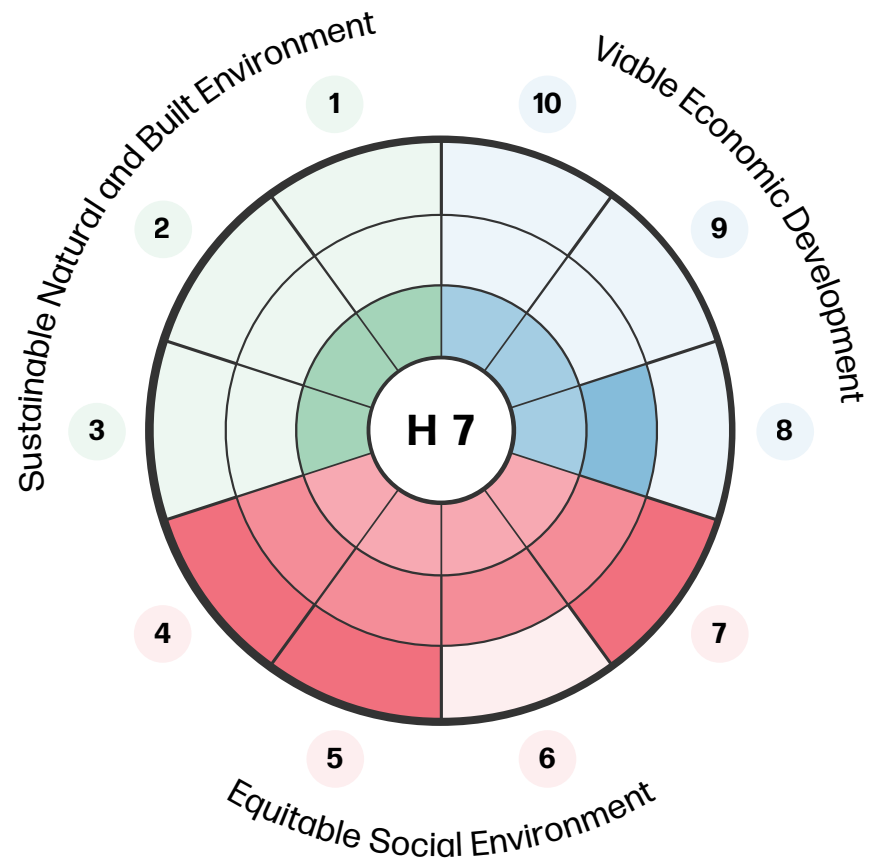 Sustainable Natural and Built Environment
Viable Economic Development
1
10
2
9
3
H 7
8
4
7
5
6
Equitable Social Environment